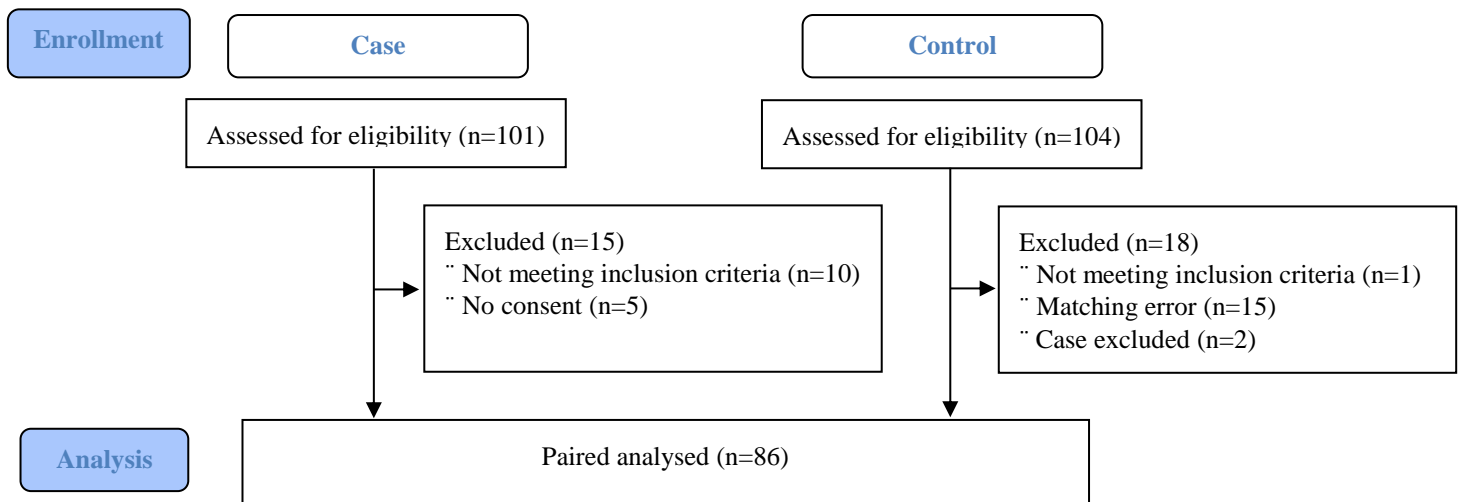 Enrollment
Case
Control
Assessed for eligibility (n=101)
Assessed for eligibility (n=104)
Excluded (n=15)
¨ Not meeting inclusion criteria (n=10)
¨ No consent (n=5)
Excluded (n=18)
¨ Not meeting inclusion criteria (n=1)
¨ Matching error (n=15)
¨ Case excluded (n=2)
Analysis
Paired analysed (n=86)